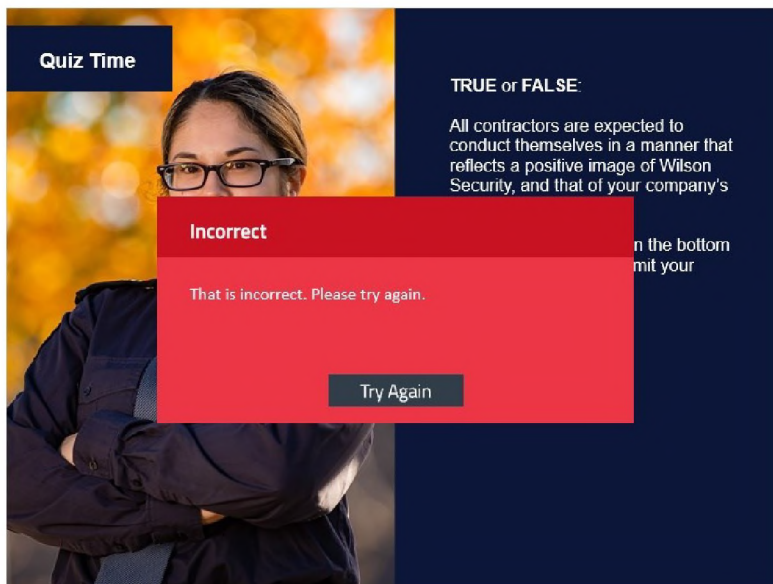 Quiz Time
TRUE or FALSE:
All contractors are expected to
conduct themselves in a manner that
reflects a positive image of Wilson
Security, and that of your company's
n the bottom
mit your
Incorrect
That is incorrect. Please try again.
Try Again